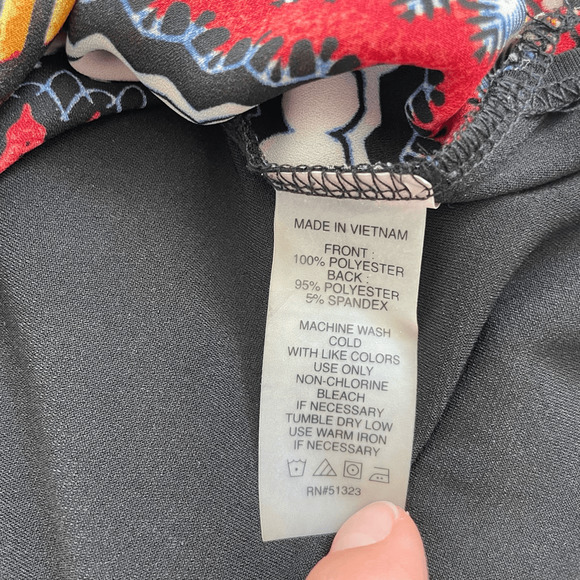 MADE IN VIETNAM
FRONT :
100% POLYESTER
BACK :
95% POLYESTER
5% SPANDEX
MACHINE WASH
COLD
WITH LIKE COLORS
USE ONLY
NON-CHLORINE
BLEACH
IF NECESSARY
TUMBLE DRY LOW
USE WARM IRON
IF NECESSARY
RN#51323